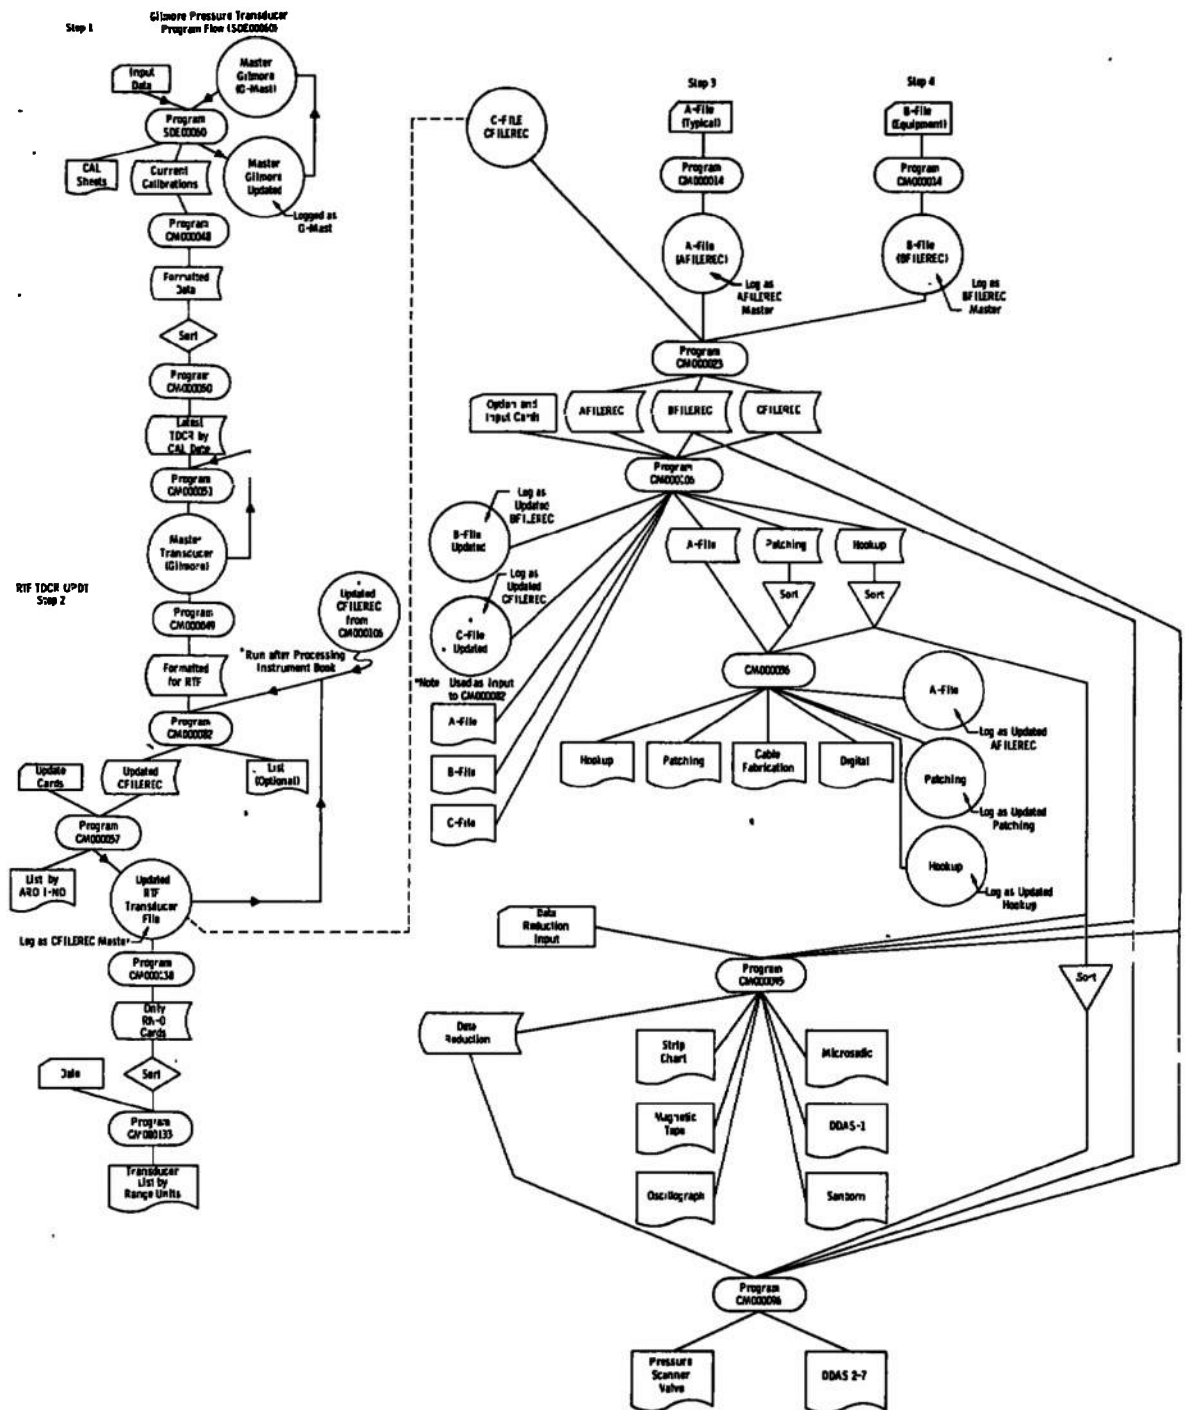 Step 1
Gilmore Pressure Transducer
Program Flow (SDE00060)
Input
Data
Master
Gilmore
(G-Mast)
Program
SDE00060
CAL
Sheets
Current
Calibrations
Master
Gilmore
Updated
Logged as
G-Mast
Program
CM000048
Formatted
Data
Sort
Program
CM000050
Latest
TDCR by
CAL Date
Program
CM000051
Master
Transducer
(Gilmore)
RTF TDCR UPDT
Step 2
Program
CM000049
Formatted
for RTF
Updated
CFILEREC
from
CM000106
*Run after Processing
Instrument Book
Program
CM000082
Update
Cards
Updated
CFILEREC
List
(Optional)
Program
CM000057
List by
ARO I-NO
Updated
RTF
Transducer
File
Log as CFILEREC Master
Program
CM000138
Only
RN-0
Cards
Date
Sort
Program
CM000133
Transducer
List by
Range Units
C-FILE
CFILEREC
Step 3
A-File
(Typical)
Program
CM000014
A-File
(AFILEREC)
Log as
AFILEREC
Master
Step 4
B-File
(Equipment)
Program
CM000014
B-File
(BFILEREC)
Log as
BFILEREC
Master
Program
CM000023
Option and
Input Cards
AFILEREC
BFILEREC
CFILEREC
Program
CM000106
Log as
Updated
BFILEREC
B-File
Updated
Log as
Updated
CFILEREC
*
C-File
Updated
*Note Used as Input
to CM000082
A-File
B-File
C-File
A-File
Patching
Hookup
Sort
Sort
CM000086
Hookup
Patching
Cable
Fabrication
Digital
A-File
Log as Updated
AFILEREC
Patching
Log as Updated
Patching
Hookup
Log as Updated
Hookup
Data
Reduction
Input
Program
CM000095
Sort
Data
Reduction
Strip
Chart
Microsadic
Magnetic
Tape
DDAS-1
Oscillograph
Sanborn
Program
CM000096
Pressure
Scanner
Valve
DDAS 2-7